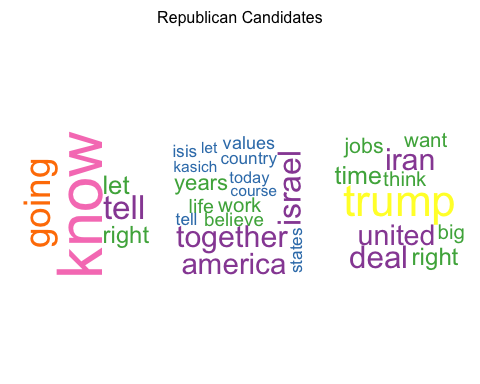 Republican Candidates
going
know
let
tell
right
isis
let
values
kasich
country
years
today
course
life
work
tell
believe
israel
together
america
states
jobs
want
iran
time
think
trump
united
big
deal
right